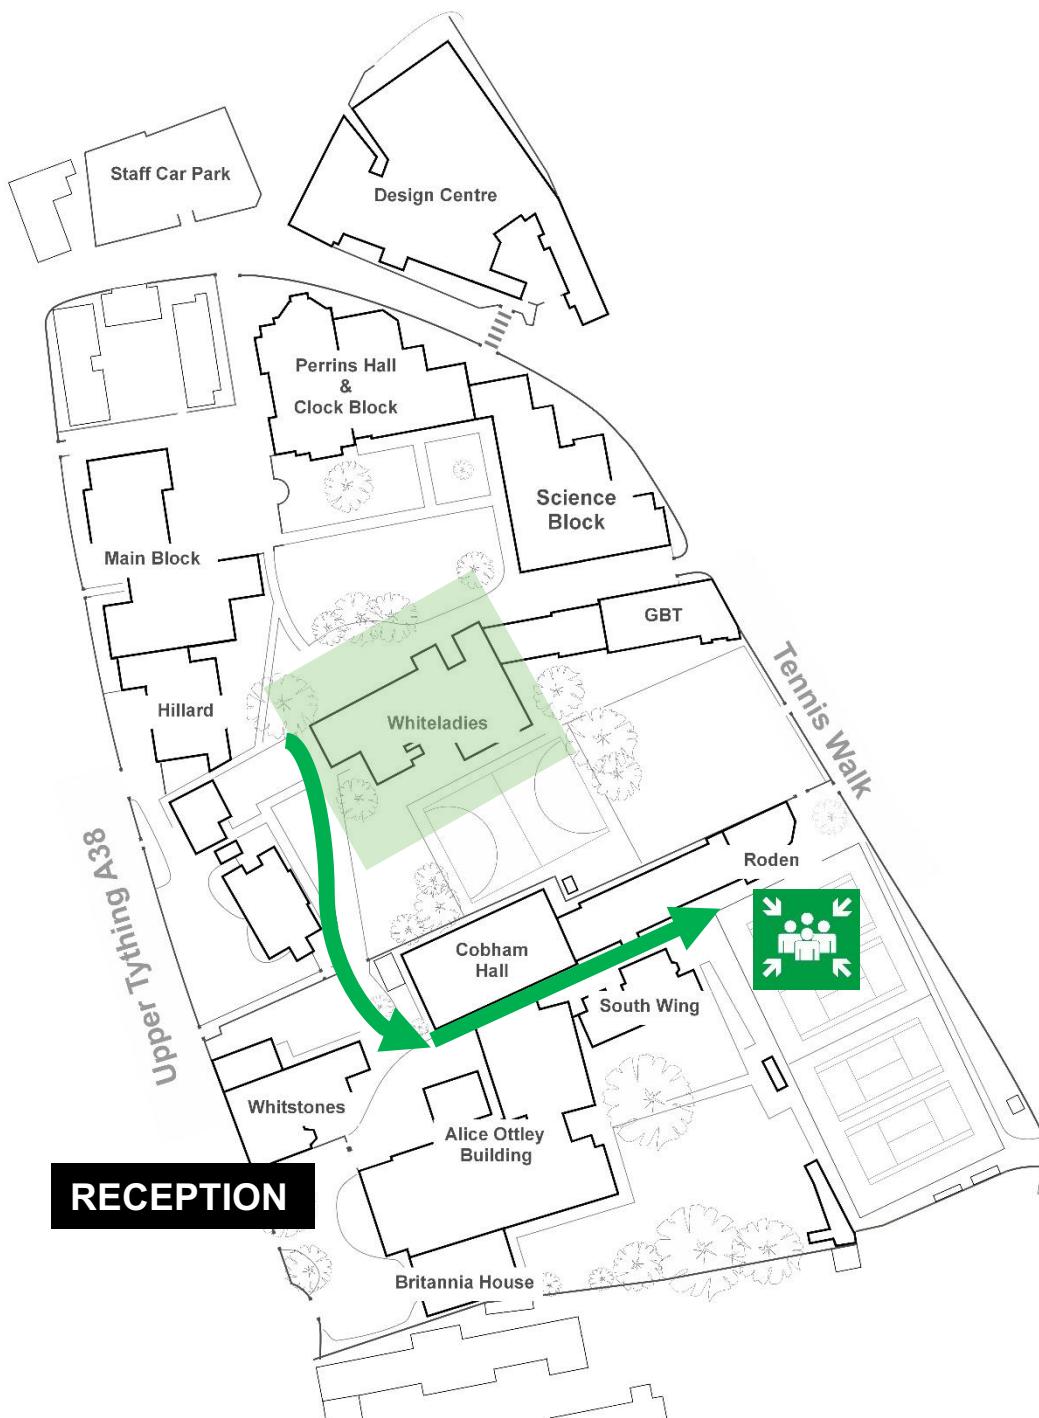 Staff Car Park
Design Centre
Perrins Hall
&
Clock Block
Science
Block
Main Block
GBT
Hillard
Whiteladies
Tennis Walk
Upper Tything A38
Roden
Cobham
Hall
South Wing
Whitstones
Alice Ottley
Building
RECEPTION
Britannia House